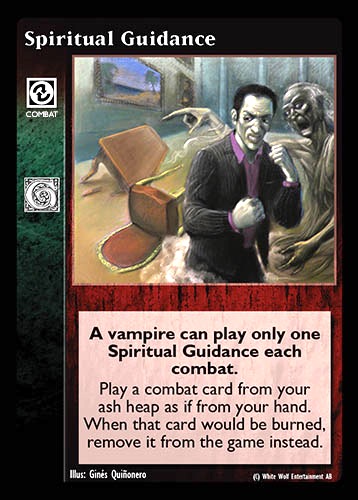 Spiritual Guidance
COMBAT
A vampire can play only one
Spiritual Guidance each
combat.
Play a combat card from your
ash heap as if from your hand.
When that card would be burned,
remove it from the game instead.
Illus: Ginés Quiñonero
(C) White Wolf Entertainment AB